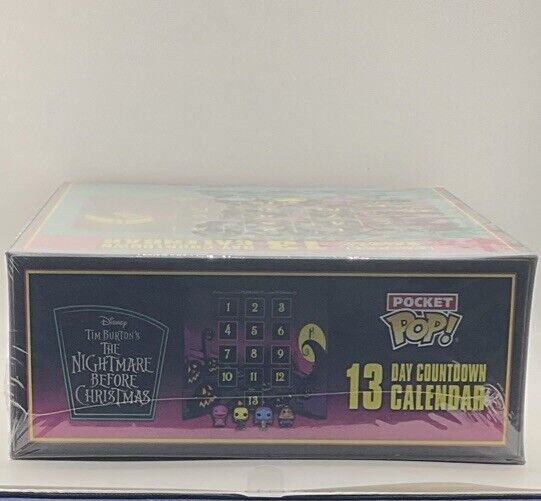 Disney
TIM BURTON'S
THE
NIGHTMARE
BEFORE
CHRISTMAS
1 2 3
4 5 6
7 8 9
10 11 12
13
POCKET
POP!
13 DAY COUNTDOWN
CALENDAR